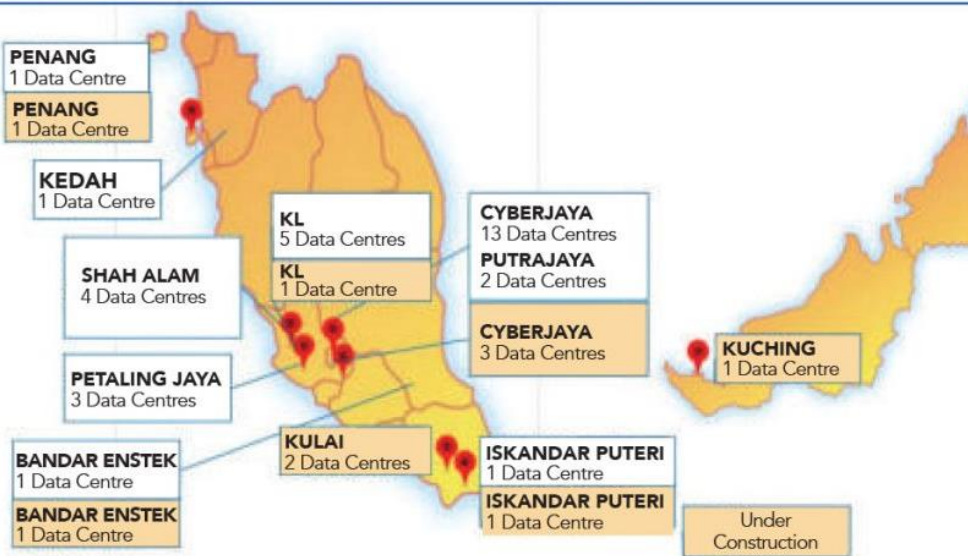 PENANG
1 Data Centre
PENANG
1 Data Centre
KEDAH
1 Data Centre
KL
5 Data Centres
KL
1 Data Centre
CYBERJAYA
13 Data Centres
PUTRAJAYA
2 Data Centres
CYBERJAYA
3 Data Centres
SHAH ALAM
4 Data Centres
PETALING JAYA
3 Data Centres
KUCHING
1 Data Centre
BANDAR ENSTEK
1 Data Centre
BANDAR ENSTEK
1 Data Centre
KULAI
2 Data Centres
ISKANDAR PUTERI
1 Data Centre
ISKANDAR PUTERI
1 Data Centre
Under
Construction